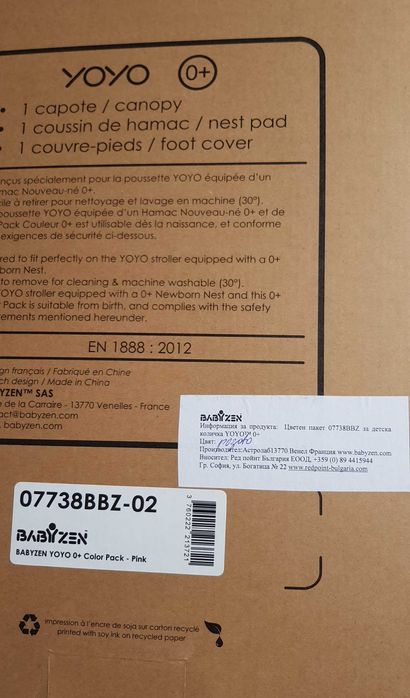 YOYO 0+
• 1 capote / canopy
• 1 coussin de hamac / nest pad
• 1 couvre-pieds / foot cover
nçus spécialement pour la poussette YOYO équipée d'un
mac Nouveau-né 0+.
ile à retirer pour nettoyage et lavage en machine (30°).
poussette YOYO équipée d'un Hamac Nouveau-né 0+ et de
Pack Couleur 0+ est utilisable dès la naissance, et conforme
exigences de sécurité ci-dessous.
red to fit perfectly on the YOYO stroller equipped with a 0+
born Nest.
to remove for cleaning & machine washable (30°).
YOYO stroller equipped with a 0+ Newborn Nest and this 0+
Pack is suitable from birth, and complies with the safety
rements mentioned hereunder.
EN 1888 : 2012
gn français / Fabriqué en Chine
ch design / Made in China
YZEN™ SAS
e de la Carraire - 13770 Venelles - France
act@babyzen.com
.babyzen.com
BABYZEN
Информация за продукта: Цветен пакет 07738BBZ за детска
количка YOYO™ 0+
Цвят:
Производител:Астролаб13770 Венел Франция www.babyzen.com
Вносител: Ред пойнт България ЕООД, +359 (0) 89 4415944
Гр. София, ул. Богатица № 22 www.redpoint-bulgaria.com
07738BBZ-02
BABYZEN
BABYZEN YOYO 0+ Color Pack - Pink
3 760222 213721
impression à l'encre de soja sur carton recyclé
printed with soy ink on recycled paper